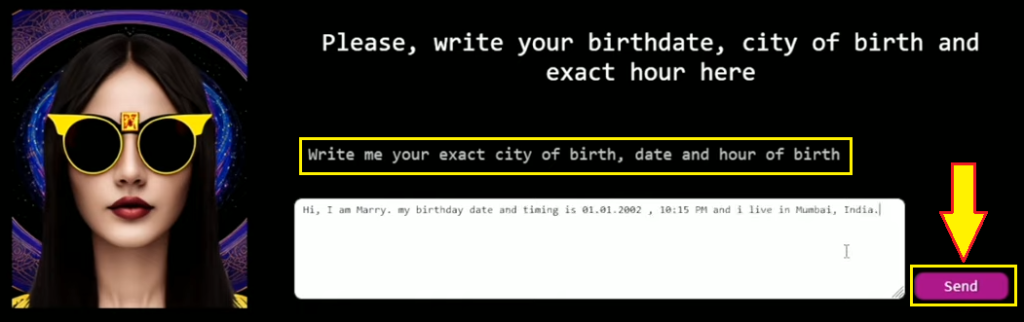 Please, write your birthdate, city of birth and
exact hour here
Write me your exact city of birth, date and hour of birth
Hi, I am Marry. my birthday date and timing is 01.01.2002 , 10:15 PM and i live in Mumbai, India.
Send